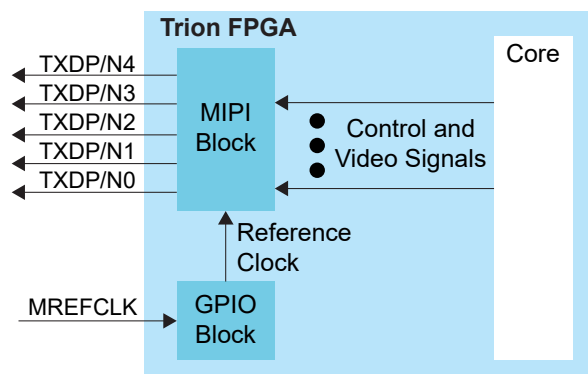 Trion FPGA
Core
TXDP/N4
TXDP/N3
TXDP/N2
TXDP/N1
TXDP/N0
MIPI
Block
Control and
Video Signals
Reference
Clock
MREFCLK
GPIO
Block